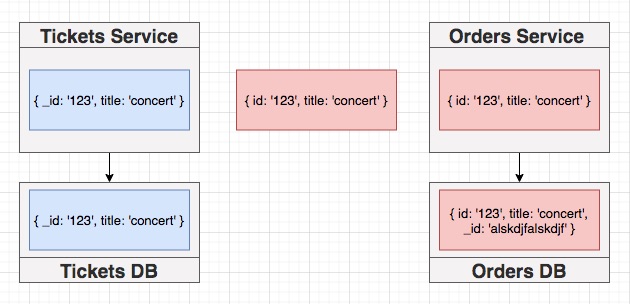 Tickets Service
{ _id: '123', title: 'concert' }
{ _id: '123', title: 'concert' }
Tickets DB
{ id: '123', title: 'concert' }
Orders Service
{ id: '123', title: 'concert' }
{ id: '123', title: 'concert',
_id: 'alskdjfalskdjf' }
Orders DB